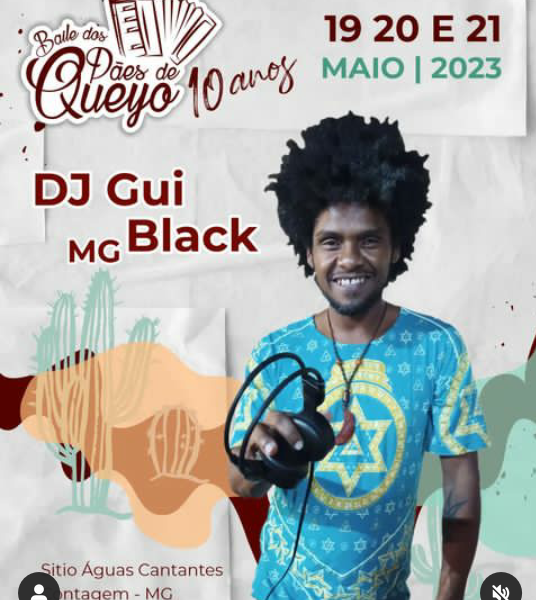 Baile dos
Pães de
Queyo
10 anos
19 20 E 21
MAIO | 2023
DJ Gui
MG Black
Sitio Águas Cantantes
ontagem - MG